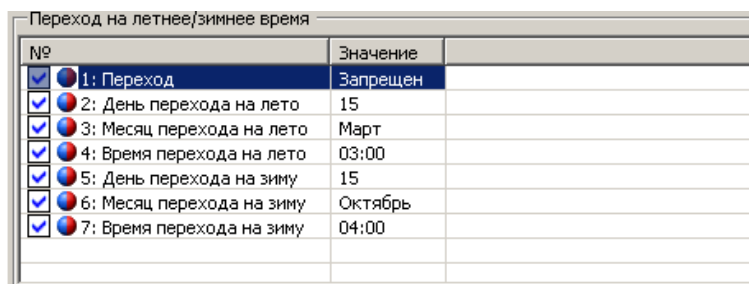 Переход на летнее/зимнее время
№ Значение
1: Переход Запрещен
2: День перехода на лето 15
3: Месяц перехода на лето Март
4: Время перехода на лето 03:00
5: День перехода на зиму 15
6: Месяц перехода на зиму Октябрь
7: Время перехода на зиму 04:00